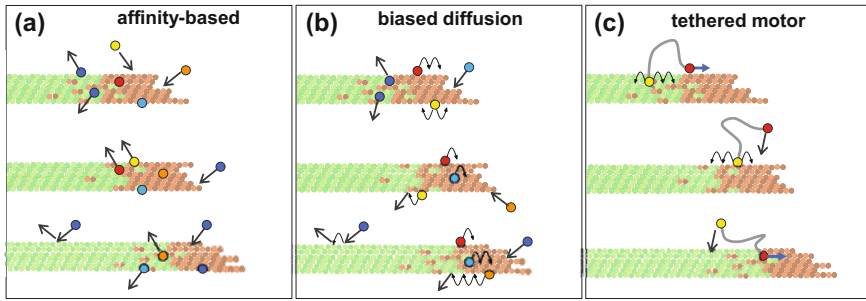 (a) affinity-based
(b) biased diffusion
(c) tethered motor